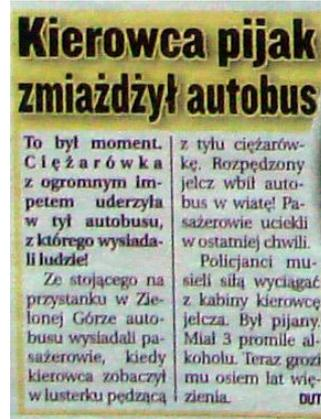 Kierowca pijak
zmiażdżył autobus
To był moment.
Ciężarówka
z ogromnym im-
petem uderzyła
w tył autobusu,
z którego wysiada-
li ludzie!
Ze stojącego na
przystanku w Zie-
lonej Górze auto-
busu wysiadali pa-
sażerowie, kiedy
kierowca zobaczył
w lusterku pędzącą
z tyłu ciężarów-
kę. Rozpędzony
jelcz wbił auto-
bus w wiatę! Pa-
sażerowie uciekli
w ostatniej chwili.
Policjanci mu-
sieli siłą wyciągać
z kabiny kierowcę
jelcza. Był pijany.
Miał 3 promile al-
koholu. Teraz grozi
mu osiem lat wię-
zienia. DUT